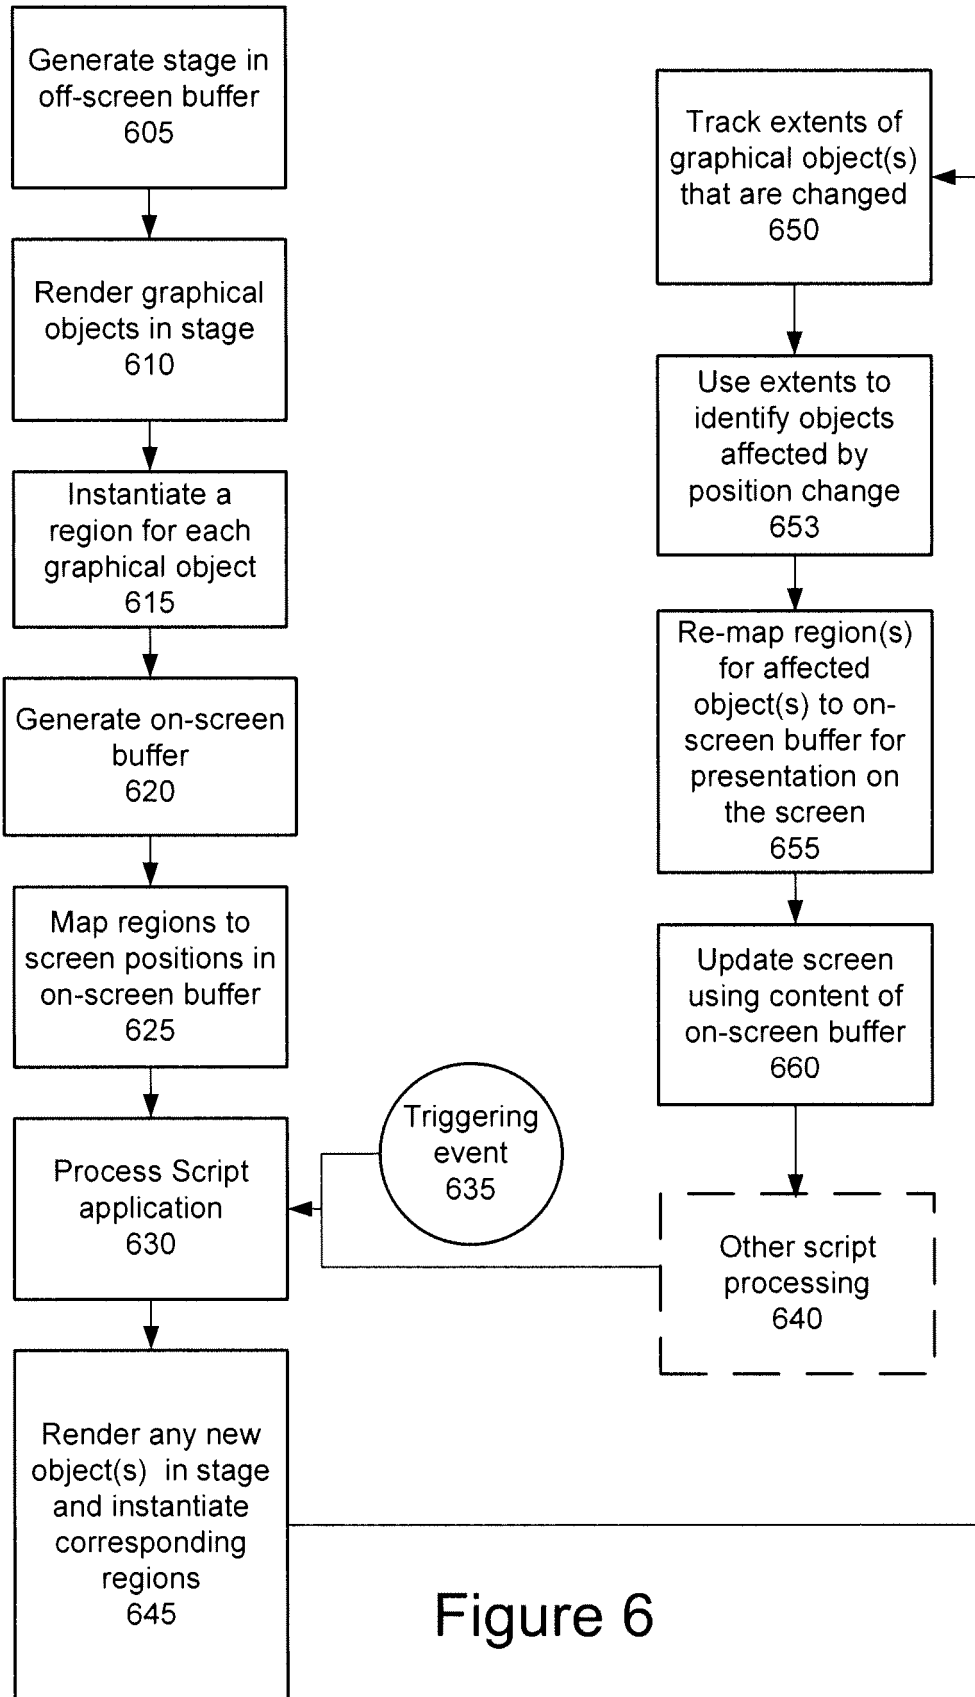 Generate stage in
off-screen buffer
605
Render graphical
objects in stage
610
Instantiate a
region for each
graphical object
615
Generate on-screen
buffer
620
Map regions to
screen positions in
on-screen buffer
625
Process Script
application
630
Triggering
event
635
Render any new
object(s) in stage
and instantiate
corresponding
regions
645
Track extents of
graphical object(s)
that are changed
650
Use extents to
identify objects
affected by
position change
653
Re-map region(s)
for affected
object(s) to on-
screen buffer for
presentation on
the screen
655
Update screen
using content of
on-screen buffer
660
Other script
processing
640
Figure 6